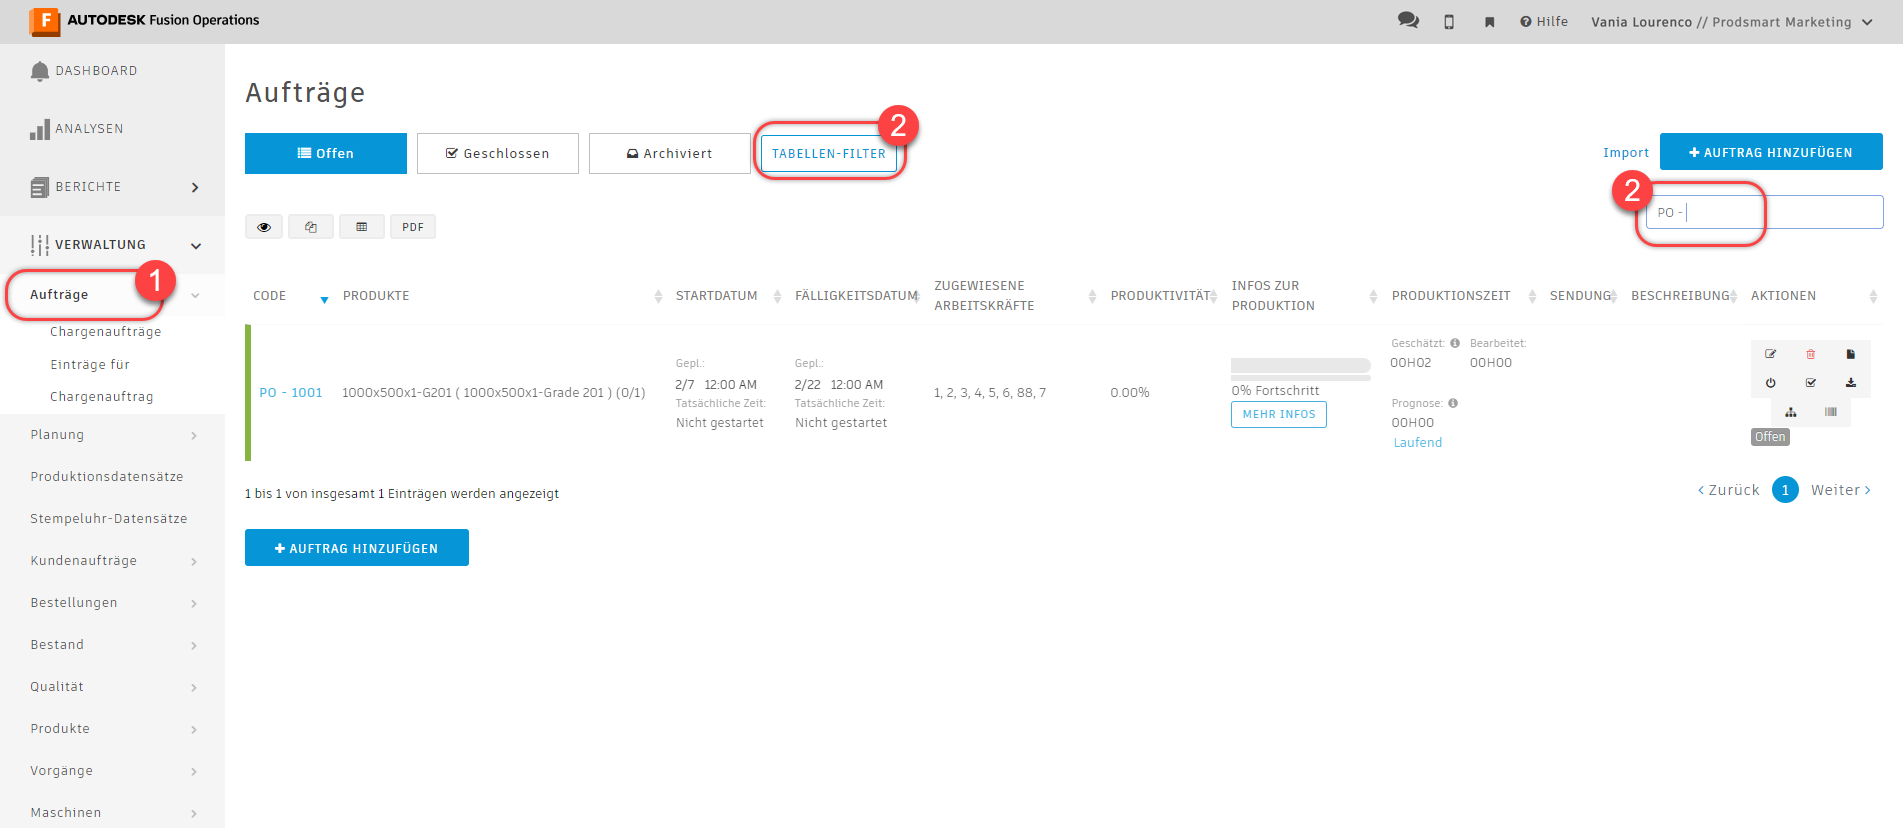 F AUTODESK Fusion Operations
Hilfe
Vania Lourenco // Prodsmart Marketing
DASHBOARD
ANALYSEN
BERICHTE
VERWALTUNG
Aufträge
1
Chargenaufträge
Einträge für
Chargenauftrag
Planung
Produktionsdatensätze
Stempeluhr-Datensätze
Kundenaufträge
Bestellungen
Bestand
Qualität
Produkte
Vorgänge
Maschinen
Aufträge
Offen
Geschlossen
Archiviert
TABELLEN-FILTER
2
Import
+ AUFTRAG HINZUFÜGEN
2
PO -
PDF
CODE
PRODUKTE
STARTDATUM
FÄLLIGKEITSDATUM
ZUGEWIESENE
ARBEITSKRÄFTE
PRODUKTIVITÄT
INFOS ZUR
PRODUKTION
PRODUKTIONSZEIT
SENDUNG
BESCHREIBUNG
AKTIONEN
PO - 1001
1000x500x1-G201 ( 1000x500x1-Grade 201 ) (0/1)
Gepl.:
2/7 12:00 AM
Tatsächliche Zeit:
Nicht gestartet
Gepl.:
2/22 12:00 AM
Tatsächliche Zeit:
Nicht gestartet
1, 2, 3, 4, 5, 6, 88, 7
0.00%
0% Fortschritt
MEHR INFOS
Geschätzt:
00H02
Bearbeitet:
00H00
Prognose:
00H00
Laufend
Offen
1 bis 1 von insgesamt 1 Einträgen werden angezeigt
< Zurück 1 Weiter >
+ AUFTRAG HINZUFÜGEN